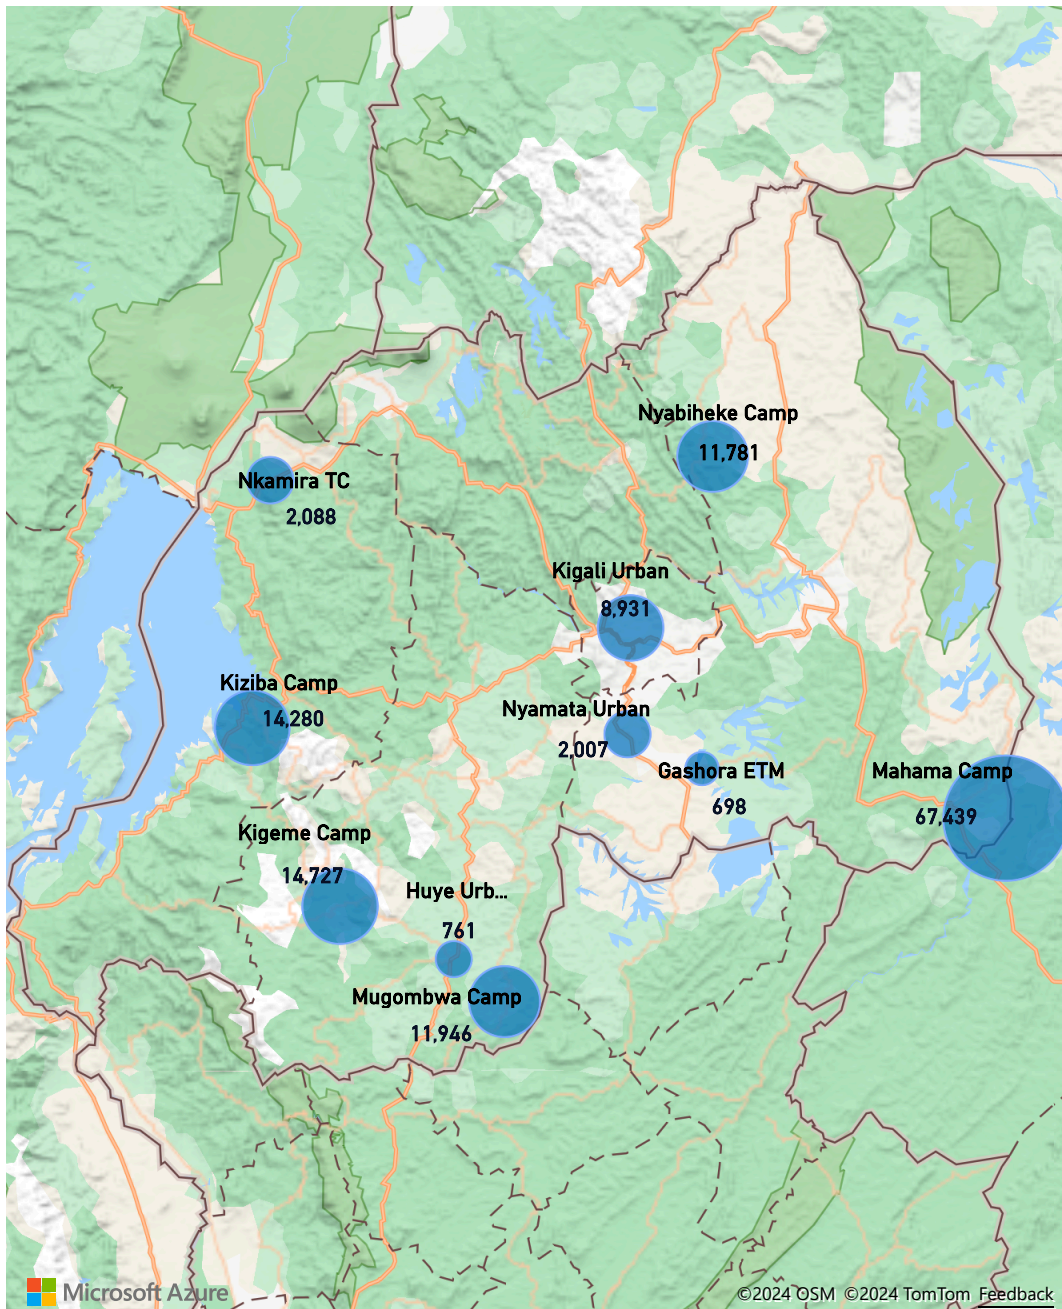 Nyabiheke Camp
11,781
Nkamira TC
2,088
Kigali Urban
8,931
Kiziba Camp
14,280
Nyamata Urban
2,007
Gashora ETM
698
Mahama Camp
67,439
Kigeme Camp
14,727
Huye Urb...
761
Mugombwa Camp
11,946
Microsoft Azure
©2024 OSM ©2024 TomTom Feedback